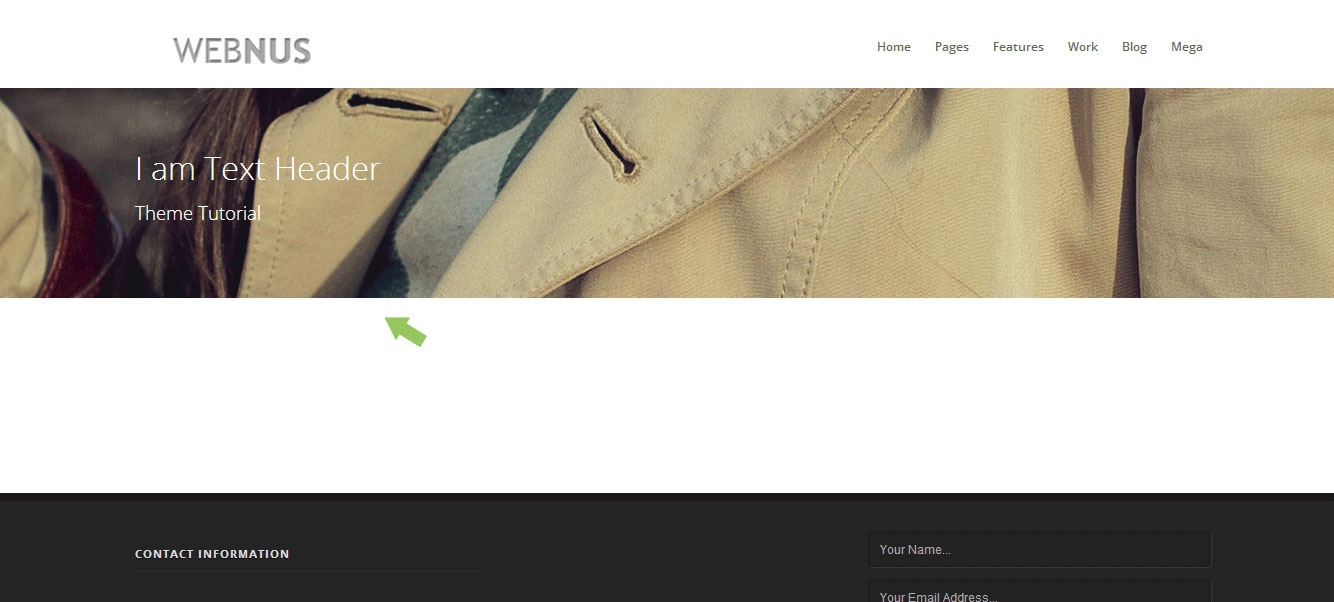 WEBNUS
Home Pages Features Work Blog Mega
I am Text Header
Theme Tutorial
CONTACT INFORMATION
Your Name...
Your Email Address...